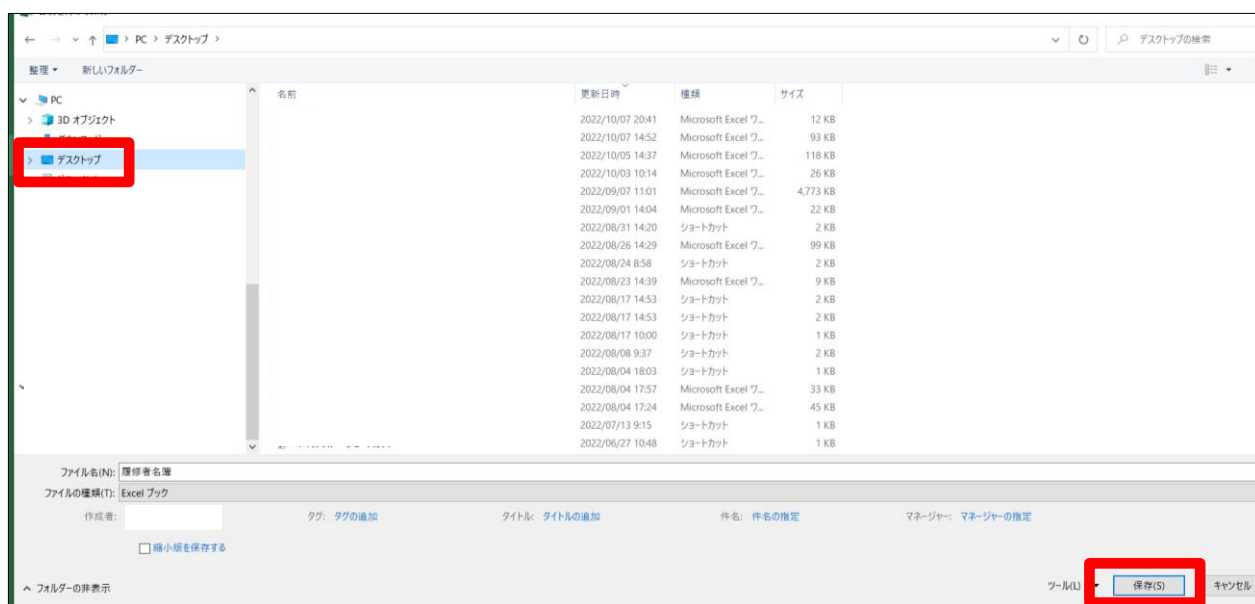 PC > デスクトップ >
デスクトップの検索
整理 新しいフォルダー
PC
3D オブジェクト
デスクトップ
名前 更新日時 種類 サイズ
2022/10/07 20:41 Microsoft Excel ワ... 12 KB
2022/10/07 14:52 Microsoft Excel ワ... 93 KB
2022/10/05 14:37 Microsoft Excel ワ... 118 KB
2022/10/03 10:14 Microsoft Excel ワ... 26 KB
2022/09/07 11:01 Microsoft Excel ワ... 4,773 KB
2022/09/01 14:04 Microsoft Excel ワ... 22 KB
2022/08/31 14:20 ショートカット 2 KB
2022/08/26 14:29 Microsoft Excel ワ... 99 KB
2022/08/24 8:58 ショートカット 2 KB
2022/08/23 14:39 Microsoft Excel ワ... 9 KB
2022/08/17 14:53 ショートカット 2 KB
2022/08/17 14:53 ショートカット 2 KB
2022/08/17 10:00 ショートカット 1 KB
2022/08/08 9:37 ショートカット 2 KB
2022/08/04 18:03 ショートカット 1 KB
2022/08/04 17:57 Microsoft Excel ワ... 33 KB
2022/08/04 17:24 Microsoft Excel ワ... 45 KB
2022/07/13 9:15 ショートカット 1 KB
2022/06/27 10:48 ショートカット 1 KB
ファイル名(N): 履修者名簿
ファイルの種類(T): Excel ブック
作成者: タグ: タグの追加 タイトル: タイトルの追加 件名: 件名の指定 マネージャー: マネージャーの指定
縮小版を保存する
フォルダーの非表示 ツール(L) 保存(S) キャンセル